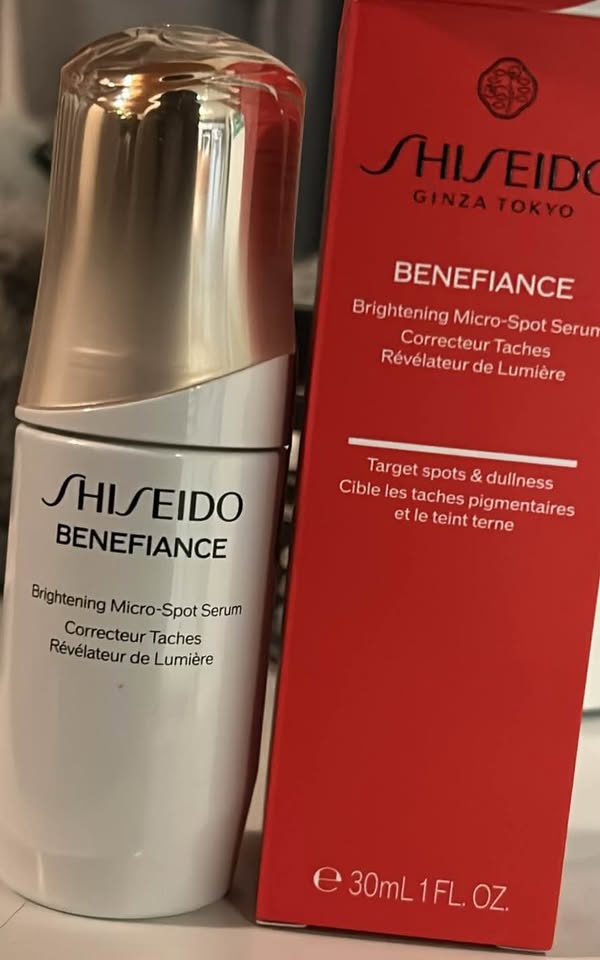 SHISEIDO
BENEFIANCE
Brightening Micro-Spot Serum
Correcteur Taches
Révélateur de Lumière
SHISEIDO
GINZA TOKYO
BENEFIANCE
Brightening Micro-Spot Serum
Correcteur Taches
Révélateur de Lumière
Target spots & dullness
Cible les taches pigmentaires
et le teint terne
℮ 30mL 1 FL. OZ.